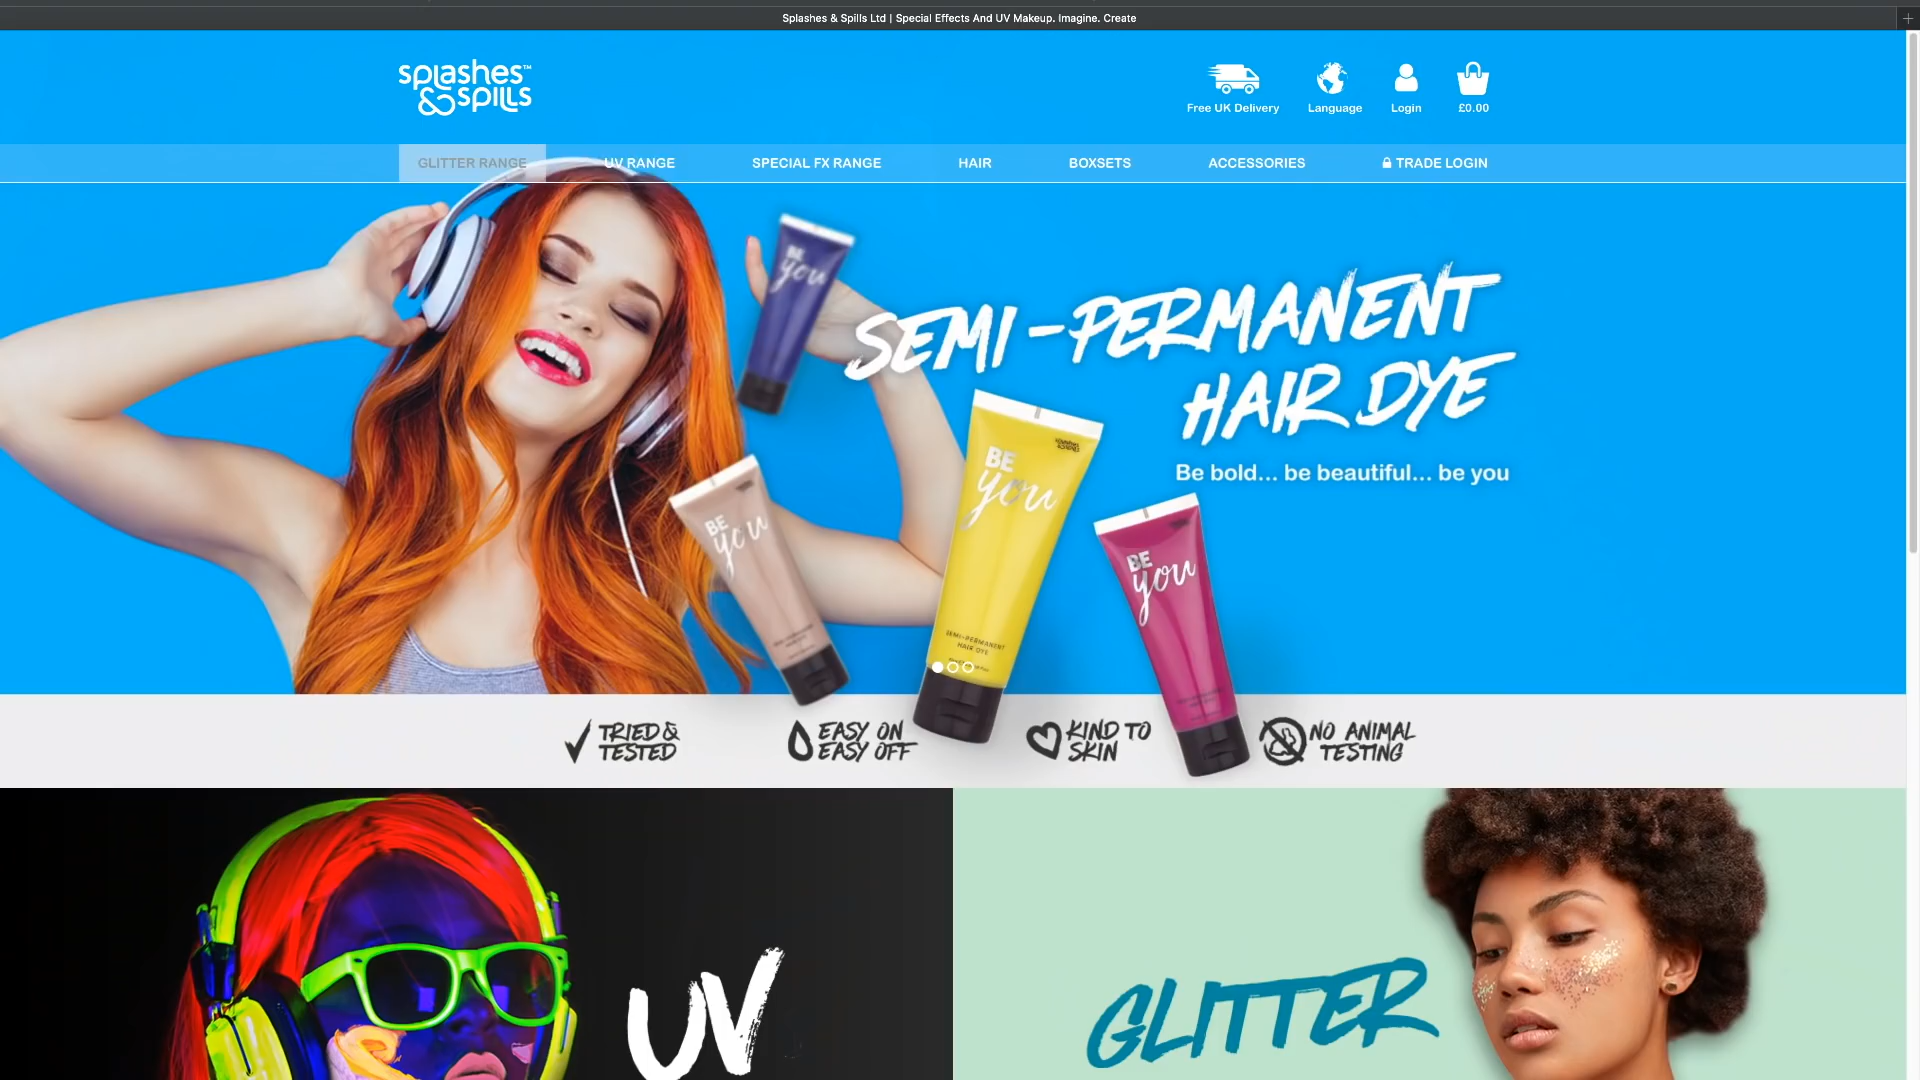 Splashes & Spills Ltd | Special Effects And UV Makeup. Imagine. Create
splashes™
& spills
Free UK Delivery
Language
Login
£0.00
GLITTER RANGE
UV RANGE
SPECIAL FX RANGE
HAIR
BOXSETS
ACCESSORIES
TRADE LOGIN
SEMI-PERMANENT
HAIR DYE
Be bold... be beautiful... be you
BE
you
BE
you
SEMI-PERMANENT
HAIR DYE
BE
you
BE
you
TRIED &
TESTED
EASY ON
EASY OFF
KIND TO
SKIN
NO ANIMAL
TESTING
UV
GLITTER